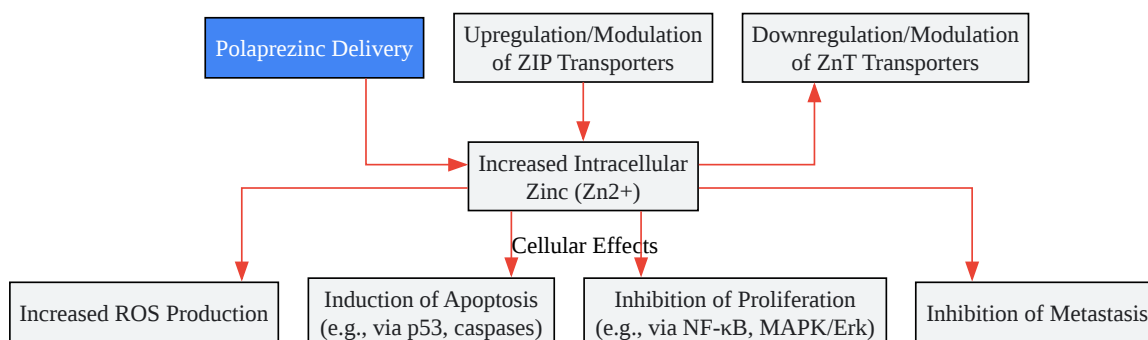 Polaprezinc Delivery
Upregulation/Modulation
of ZIP Transporters
Downregulation/Modulation
of ZnT Transporters
Increased Intracellular
Zinc (Zn2+)
Cellular Effects
Increased ROS Production
Induction of Apoptosis
(e.g., via p53, caspases)
Inhibition of Proliferation
(e.g., via NF-κB, MAPK/Erk)
Inhibition of Metastasis